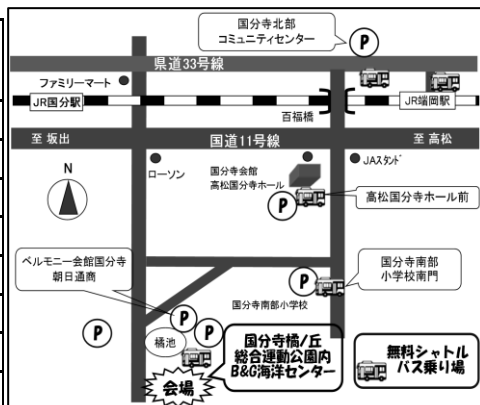 国分寺北部
コミュニティセンター
P
県道33号線
ファミリーマート
JR国分駅
JR端岡駅
百福橋
至 坂出
国道11号線
至 高松
N
ローソン
国分寺会館
高松国分寺ホール
JAスタンド
P
高松国分寺ホール前
ベルモニー会館国分寺
朝日通商
P
国分寺南部
小学校南門
国分寺南部小学校
P
P
P
橘池
会場
国分寺橘ノ丘
総合運動公園内
B&G海洋センター
無料シャトル
バス乗り場